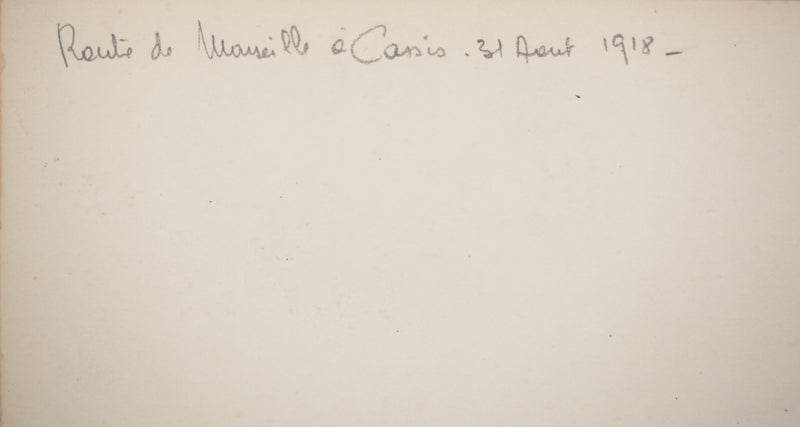 Route de Marseille à Cassis. 31 Aout 1918 -